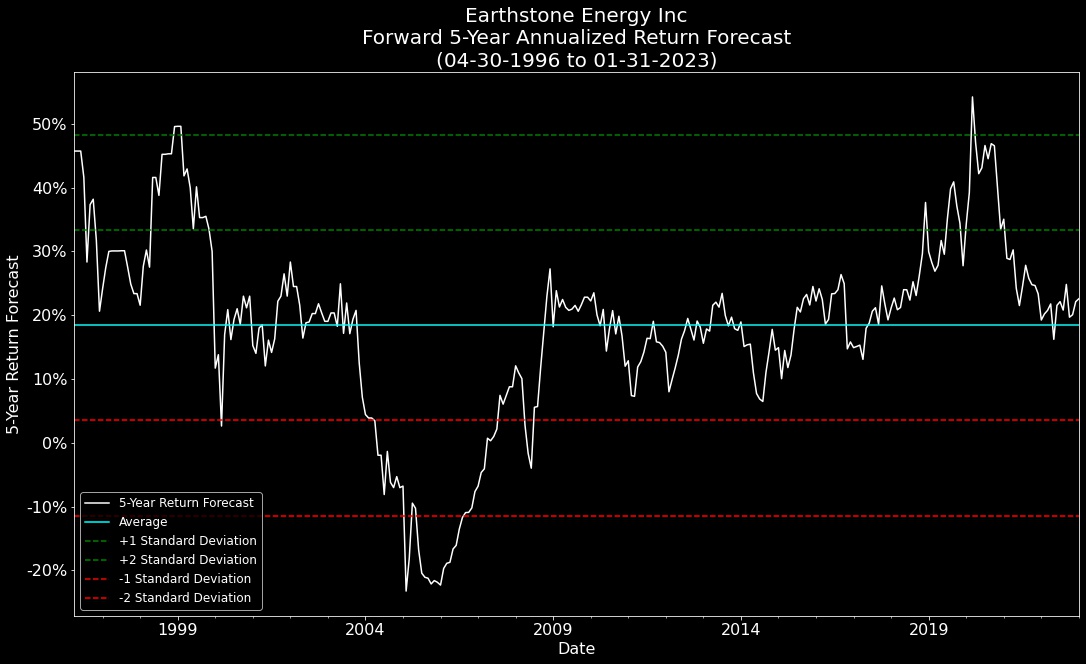 Earthstone Energy Inc
Forward 5-Year Annualized Return Forecast
(04-30-1996 to 01-31-2023)
5-Year Return Forecast
50%
40%
30%
20%
10%
0%
-10%
-20%
5-Year Return Forecast
Average
+1 Standard Deviation
+2 Standard Deviation
-1 Standard Deviation
-2 Standard Deviation
1999
2004
2009
2014
2019
Date